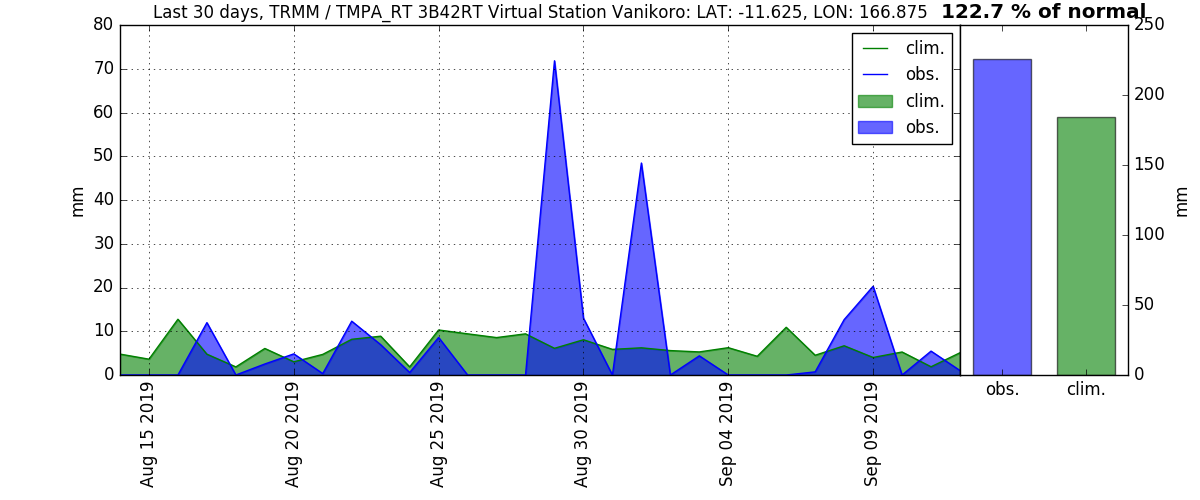 Last 30 days, TRMM / TMPA_RT 3B42RT Virtual Station Vanikoro: LAT: -11.625, LON: 166.875 122.7 % of normal
80
70
60
50
40
30
20
10
0
mm
clim.
obs.
clim.
obs.
250
200
150
100
50
0
mm
obs.
clim.
Aug 15 2019
Aug 20 2019
Aug 25 2019
Aug 30 2019
Sep 04 2019
Sep 09 2019